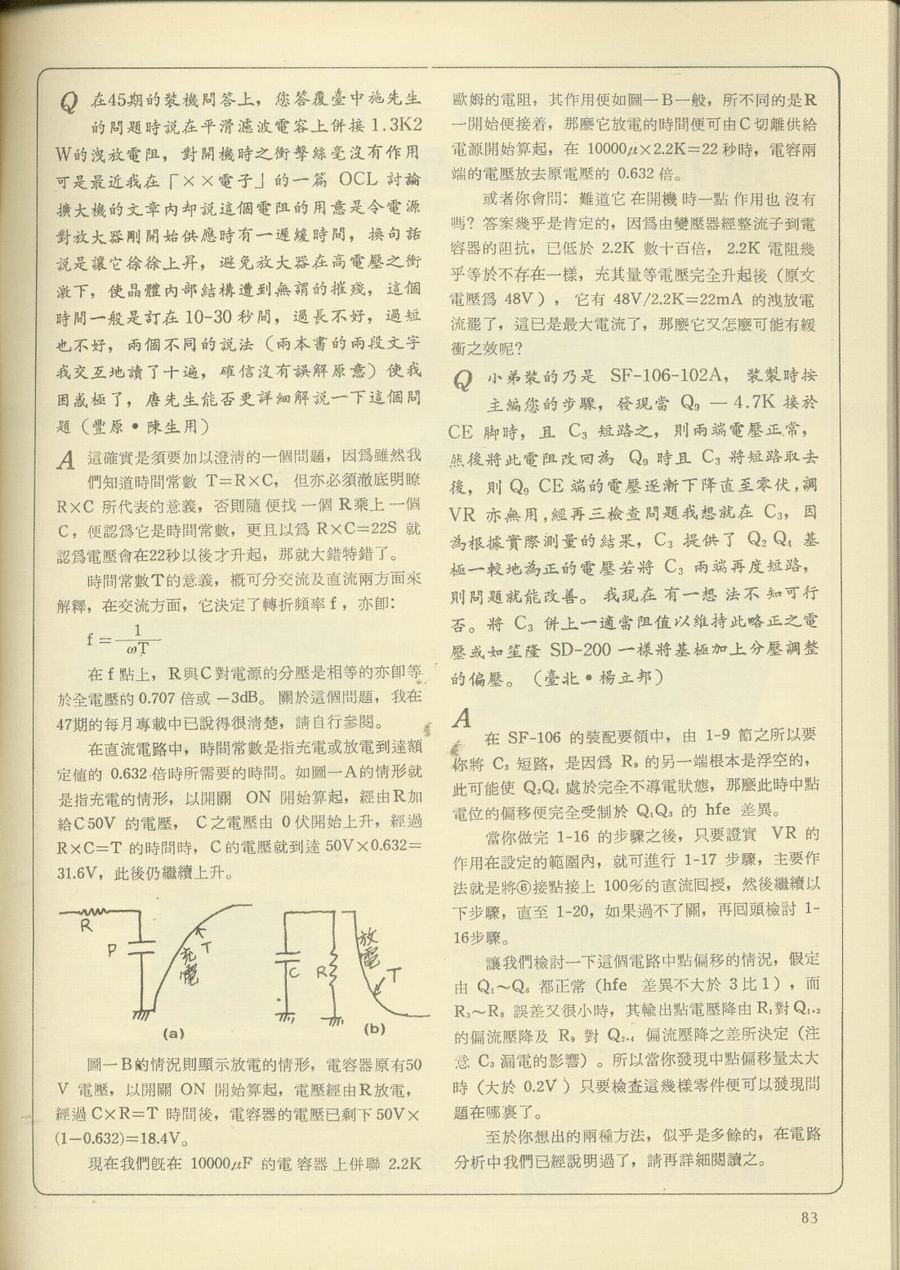 Q 在45期的裝機問答上，您答覆臺中施先生
的問題時説在平滑濾波電容上併接 1.3K2
W的洩放電阻，對開機時之衝擊絲毫沒有作用
可是最近我在「××電子」的一篇 OCL 討論
擴大機的文章內却説這個電阻的用意是令電源
對放大器剛開始供應時有一遲緩時間，換句話
説是讓它徐徐上昇，避免放大器在高電壓之衝
激下，使晶體內部結構遭到無謂的摧殘，這個
時間一般是訂在 10-30 秒間，過長不好，過短
也不好，兩個不同的説法（兩本書的兩段文字
我交互地讀了十遍，確信沒有誤解原意）使我
困惑極了，唐先生能否更詳細解説一下這個問
題（豐原•陳生用）
A 這確實是須要加以澄清的一個問題，因爲雖然我
們知道時間常數 T=R×C，但亦必須澈底明瞭
R×C 所代表的意義，否則隨便找一個 R乘上一個
C，便認爲它是時間常數，更且以爲 R×C=22S 就
認爲電壓會在22秒以後才升起，那就大錯特錯了。
時間常數T的意義，概可分交流及直流兩方面來
解釋，在交流方面，它決定了轉折頻率 f，亦卽：
f = 1/ωT
在 f 點上，R與C對電源的分壓是相等的亦卽等
於全電壓的 0.707 倍或 —3dB。關於這個問題，我在
47期的每月專載中已說得很清楚，請自行參閱。
在直流電路中，時間常數是指充電或放電到達額
定値的 0.632 倍時所需要的時間。如圖一A的情形就
是指充電的情形，以開關 ON 開始算起，經由R加
給C50V 的電壓，C之電壓由 0 伏開始上升，經過
R×C=T 的時間時，C的電壓就到達 50V×0.632=
31.6V，此後仍繼續上升。
R
P
T
充電
(a)
C
R
放電
T
(b)
圖一B的情況則顯示放電的情形，電容器原有50
V 電壓，以開關 ON 開始算起，電壓經由R放電，
經過 C×R=T 時間後，電容器的電壓已剩下 50V×
(1—0.632)=18.4V。
現在我們旣在 10000μF 的電容器上併聯 2.2K
歐姆的電阻，其作用便如圖一B一般，所不同的是R
一開始便接着，那麼它放電的時間便可由C切離供給
電源開始算起，在 10000μ×2.2K=22 秒時，電容兩
端的電壓放去原電壓的 0.632 倍。
或者你會問：難道它在開機時一點作用也沒有
嗎？答案幾乎是肯定的，因爲由變壓器經整流子到電
容器的阻抗，已低於 2.2K 數十百倍，2.2K 電阻幾
乎等於不存在一樣，充其量等電壓完全升起後（原文
電壓爲 48V），它有 48V/2.2K=22mA 的洩放電
流罷了，這已是最大電流了，那麼它又怎麼可能有緩
衝之效呢？
Q 小弟裝的乃是 SF-106-102A，裝製時按
主編您的步驟，發現當 Q₉ — 4.7K 接於
CE 脚時，且 C₃ 短路之，則兩端電壓正常，
然後將此電阻改回為 Q₉ 時且 C₃ 將短路取去
後，則 Q₉ CE 端的電壓逐漸下降直至零伏，調
VR 亦無用，經再三檢查問題我想就在 C₃，因
為根據實際測量的結果，C₃ 提供了 Q₂ Q₄ 基
極一較地為正的電壓若將 C₃ 兩端再度短路，
則問題就能改善。我現在有一想法不知可行
否。將 C₃ 併上一適當阻值以維持此略正之電
壓或如笙隆 SD-200 一樣將基極加上分壓調整
的偏壓。（臺北•楊立邦）
A
在 SF-106 的裝配要領中，由 1-9 節之所以要
你將 C₃ 短路，是因爲 R₉ 的另一端根本是浮空的，
此可能使 Q₂Q₄ 處於完全不導電狀態，那麼此時中點
電位的偏移便完全受制於 Q₁Q₃ 的 hfe 差異。
當你做完 1-16 的步驟之後，只要證實 VR 的
作用在設定的範圍內，就可進行 1-17 步驟，主要作
法就是將⑥接點接上 100%的直流回授，然後繼續以
下步驟，直至 1-20，如果過不了關，再回頭檢討 1-
16步驟。
讓我們檢討一下這個電路中點偏移的情況，假定
由 Q₁～Q₆ 都正常（hfe 差異不大於 3 比 1），而
R₃～R₈ 誤差又很小時，其輸出點電壓降由 R₁對 Q₁.₂
的偏流壓降及 R₉ 對 Q₂.₄ 偏流壓降之差所決定（注
意 C₃ 漏電的影響）。所以當你發現中點偏移量太大
時（大於 0.2V）只要檢查這幾樣零件便可以發現問
題在哪裏了。
至於你想出的兩種方法，似乎是多餘的，在電路
分析中我們已經說明過了，請再詳細閱讀之。
83